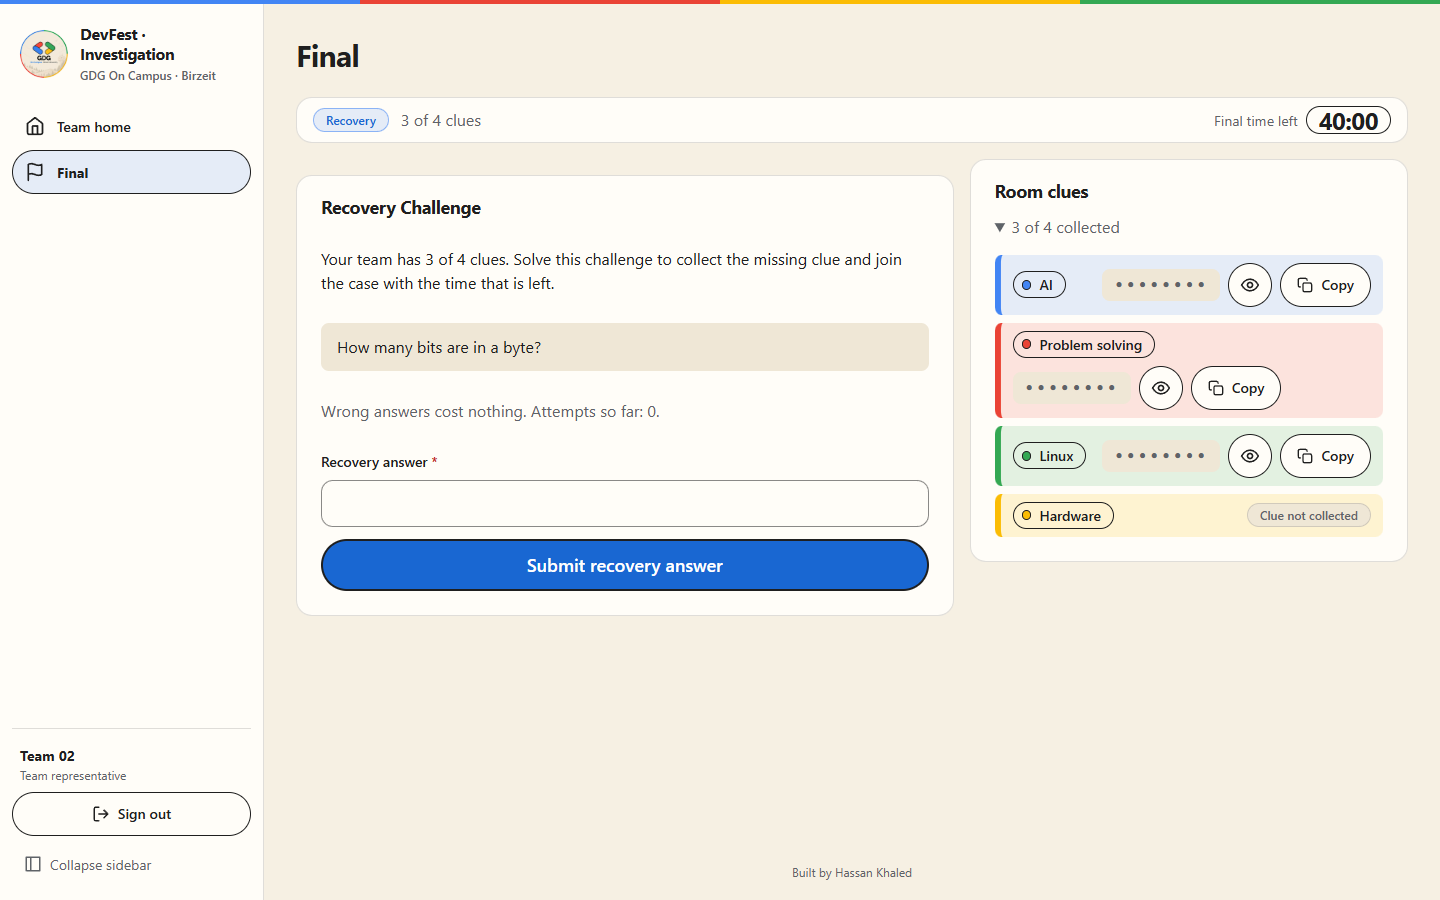 GDG
DevFest ·
Investigation
GDG On Campus · Birzeit
Team home
Final
Team 02
Team representative
Sign out
Collapse sidebar
Final
Recovery
3 of 4 clues
Final time left
40:00
Recovery Challenge
Your team has 3 of 4 clues. Solve this challenge to collect the missing clue and join
the case with the time that is left.
How many bits are in a byte?
Wrong answers cost nothing. Attempts so far: 0.
Recovery answer *
Submit recovery answer
Room clues
▼ 3 of 4 collected
AI •••••••• Copy
Problem solving
•••••••• Copy
Linux •••••••• Copy
Hardware Clue not collected
Built by Hassan Khaled